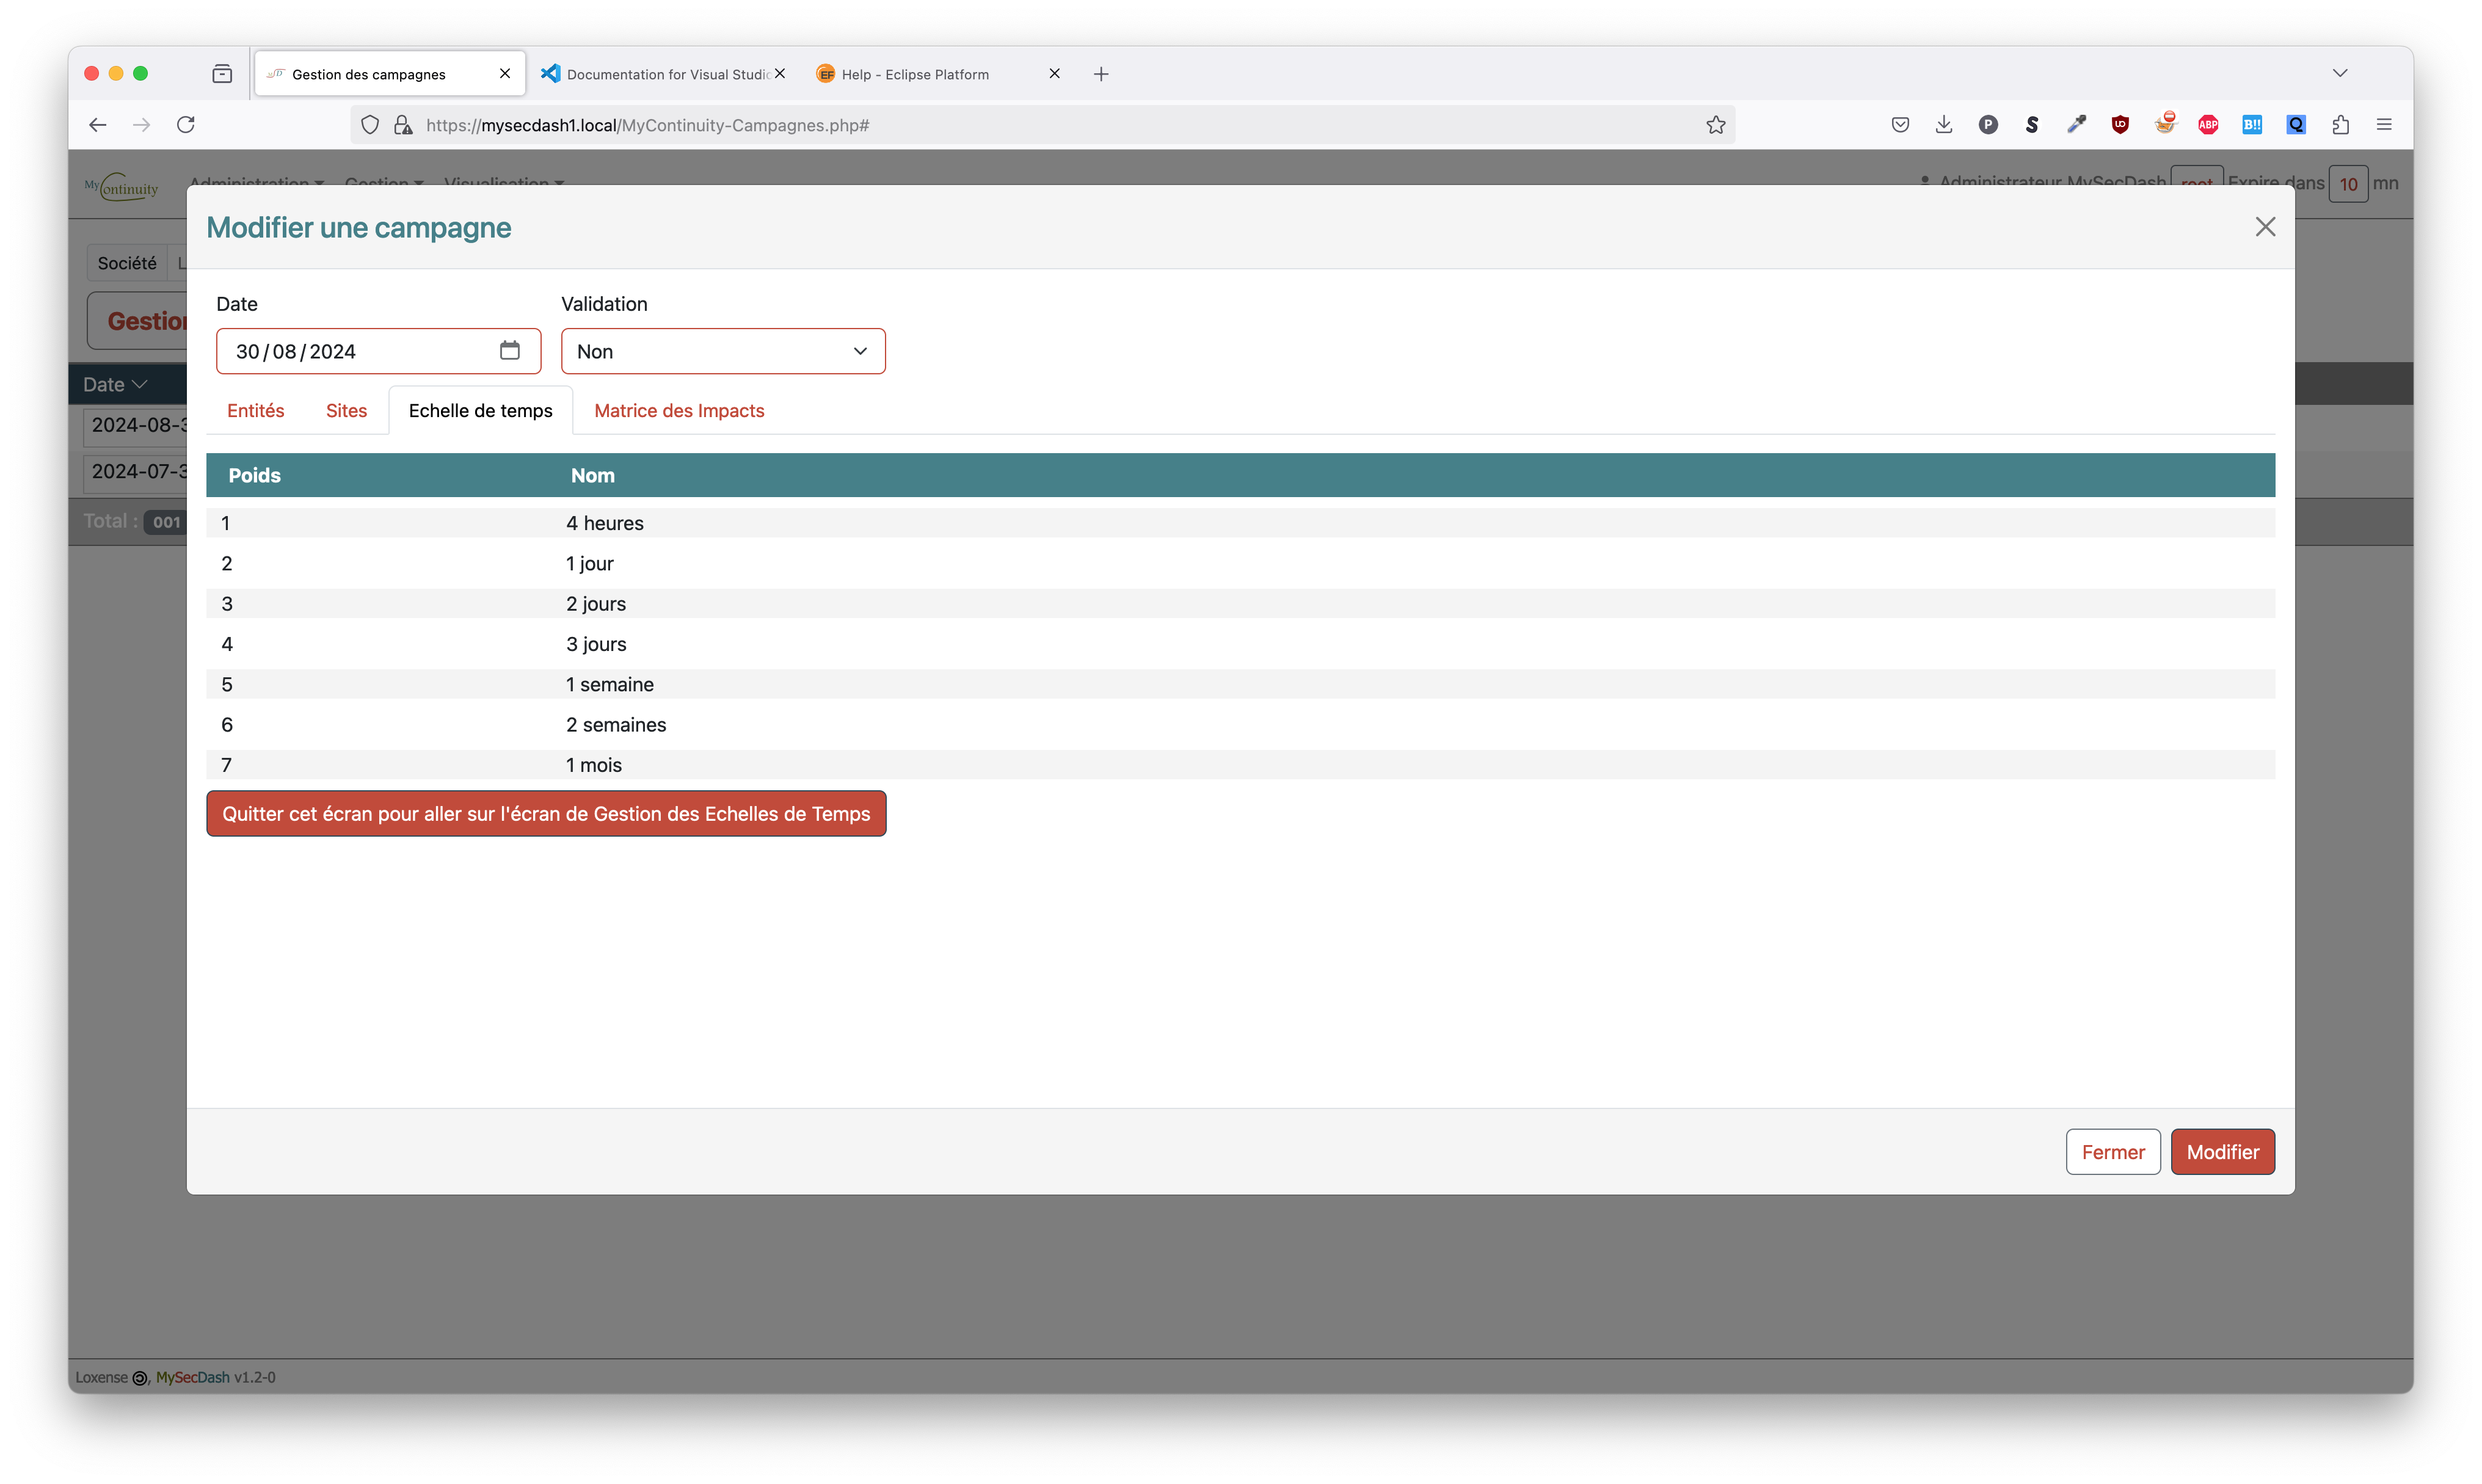 Gestion des campagnes
Documentation for Visual Studio
Help - Eclipse Platform
https://mysecdash1.local/MyContinuity-Campagnes.php#
My Continuity
Administration Gestion Visualisation
Administrateur MySecDash root Expire dans 10 mn
Modifier une campagne
Société L
Gestion
Date
Validation
30/08/2024
Non
Date
Entités
Sites
Echelle de temps
Matrice des Impacts
2024-08-3
2024-07-3
Total : 001
Poids Nom
1 4 heures
2 1 jour
3 2 jours
4 3 jours
5 1 semaine
6 2 semaines
7 1 mois
Quitter cet écran pour aller sur l'écran de Gestion des Echelles de Temps
Fermer
Modifier
Loxense , MySecDash v1.2-0